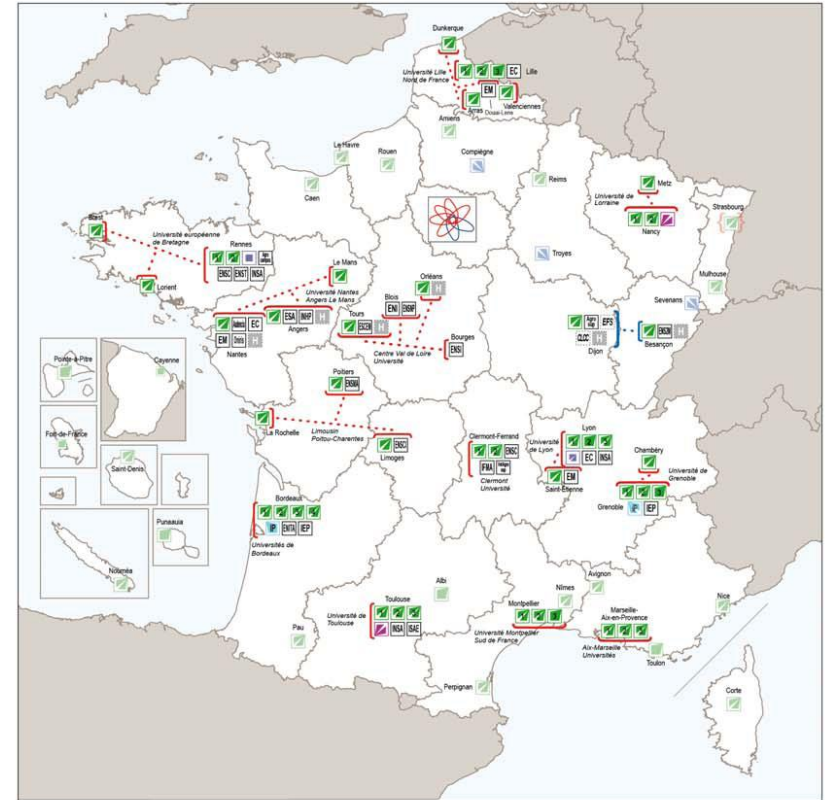 Dunkerque
Université Lille
Nord de France
EC
Lille
EM
Arras
Douai-Lens
Valenciennes
Amiens
Le Havre
Rouen
Compiègne
Caen
Reims
Metz
Université de
Lorraine
Nancy
Strasbourg
Brest
Université européenne
de Bretagne
Rennes
ENSC ENST INSA
Lorient
Le Mans
Université Nantes
Angers Le Mans
Troyes
Mulhouse
Orléans
H
EC
ESA INHP H
Angers
EM H
Nantes
Blois
ENI
Tours
H
Bourges
ENSI
Centre Val de Loire
Université
Sevenans
EFS
CLCC H
Dijon
H
Besançon
Pointe-à-Pitre
Cayenne
Fort-de-France
Saint-Denis
Punaauia
Nouméa
Poitiers
ENSMA
La Rochelle
Limousin
Poitou-Charentes
ENSCI
Limoges
Clermont-Ferrand
ENSC
IFMA
Clermont
Université
Université
de Lyon
Lyon
EC INSA
EM
Saint-Étienne
Chambéry
Université de
Grenoble
Grenoble
IEP
Bordeaux
IP ENITA IEP
Universités de
Bordeaux
Toulouse
Université de
Toulouse
INSA ISAE
Albi
Pau
Nîmes
Avignon
Montpellier
Université Montpellier
Sud de France
Marseille-
Aix-en-Provence
Aix-Marseille
Universités
Nice
Toulon
Perpignan
Corte